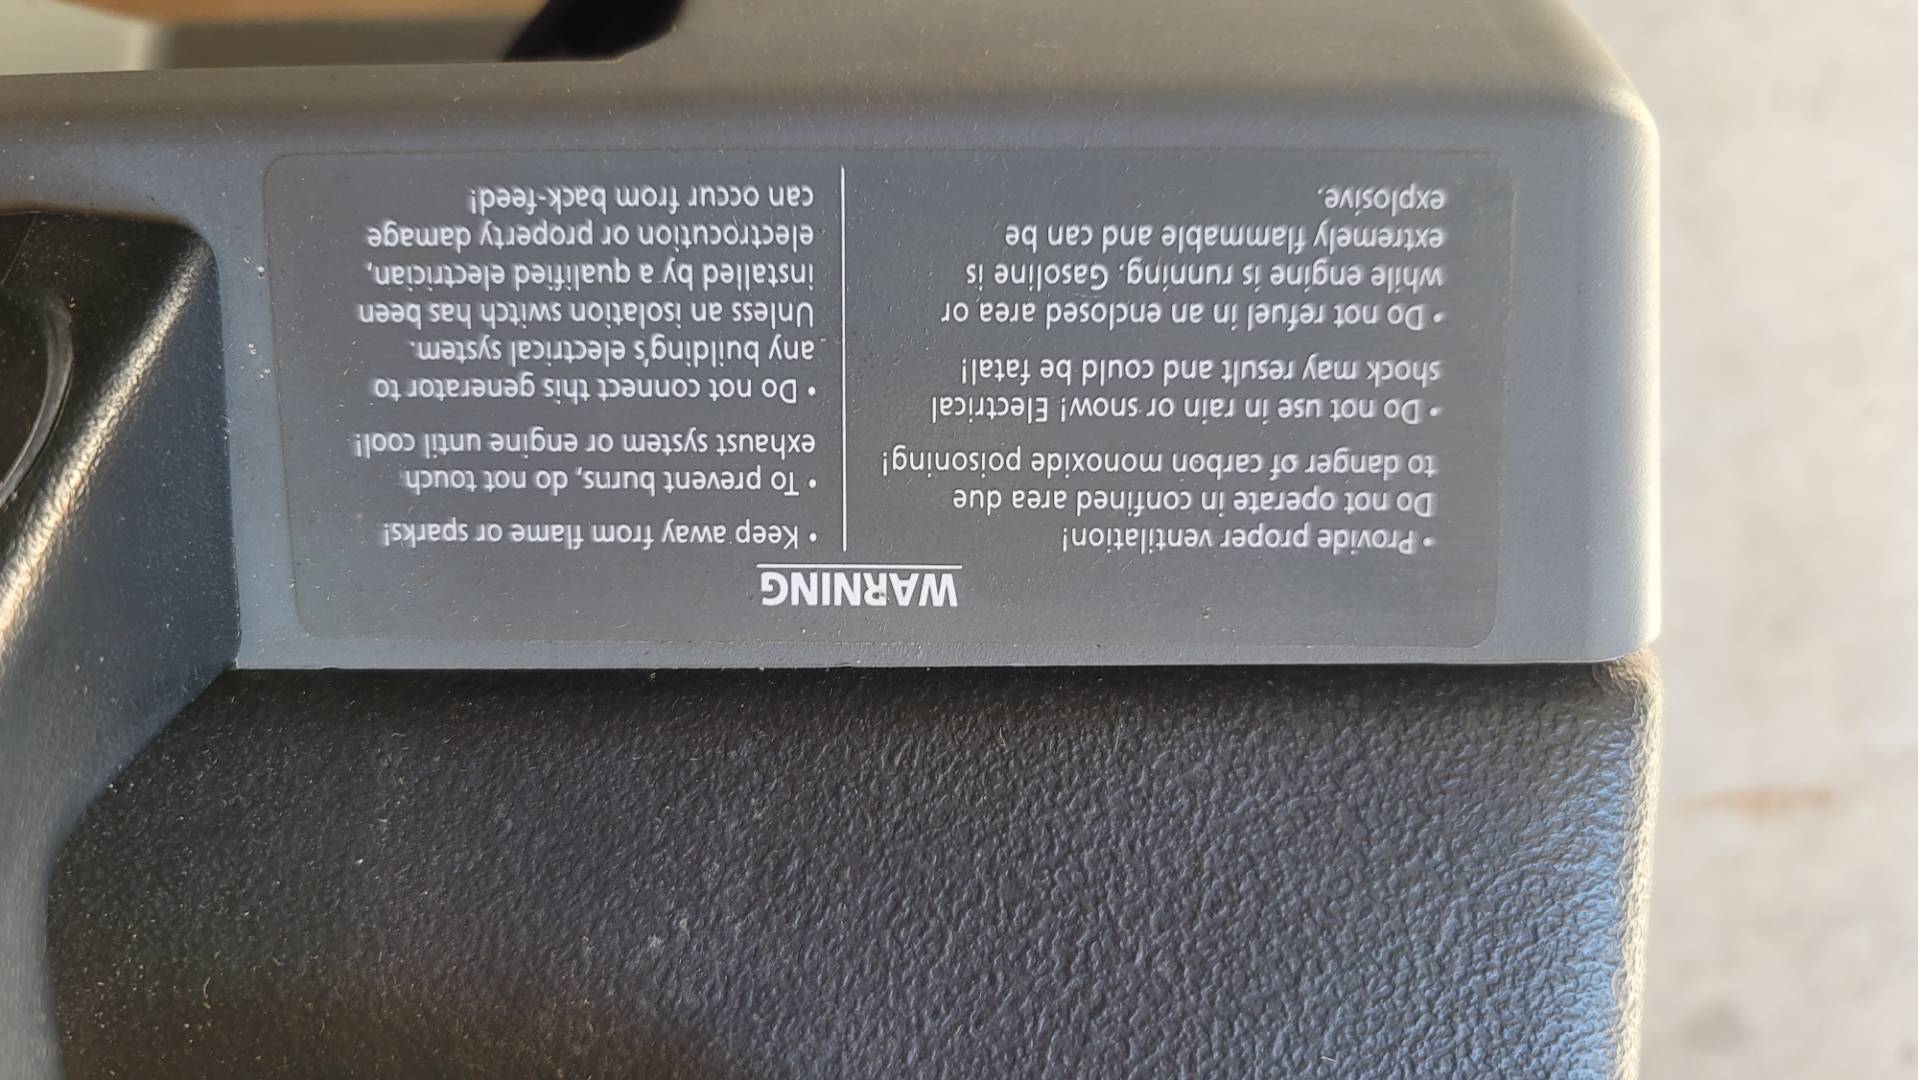 WARNING
• Provide proper ventilation!
Do not operate in confined area due
to danger of carbon monoxide poisoning!
• Do not use in rain or snow! Electrical
shock may result and could be fatal!
• Do not refuel in an enclosed area or
while engine is running. Gasoline is
extremely flammable and can be
explosive.
• Keep away from flame or sparks!
• To prevent burns, do not touch
exhaust system or engine until cool!
• Do not connect this generator to
any building's electrical system.
Unless an isolation switch has been
installed by a qualified electrician,
electrocution or property damage
can occur from back-feed!